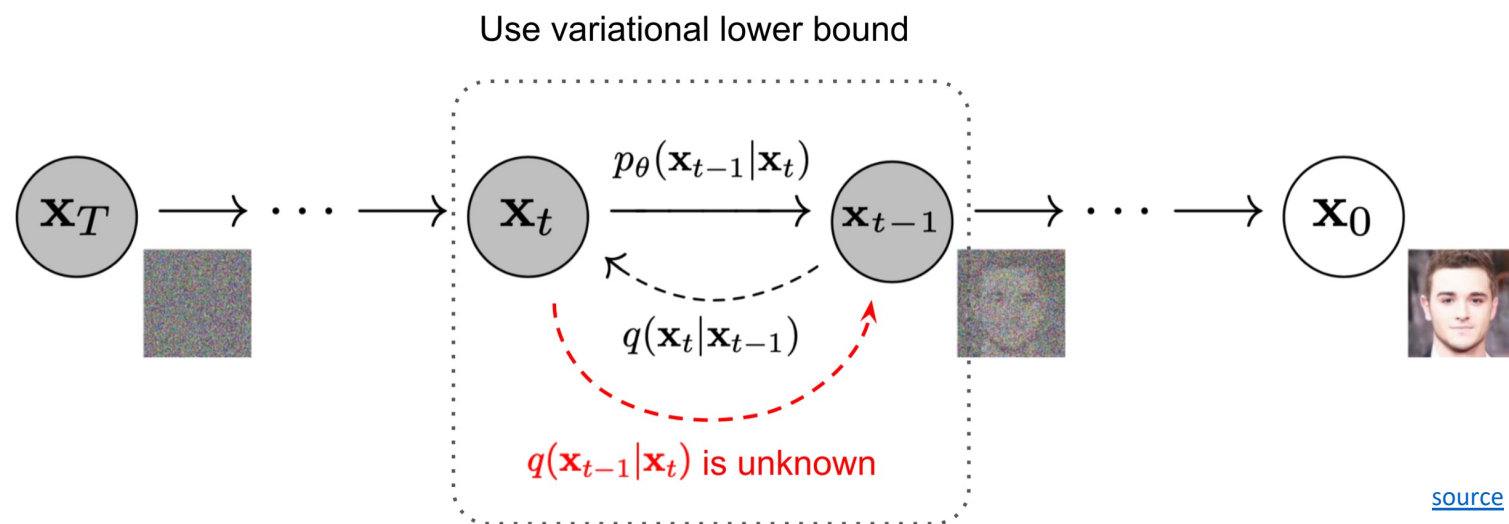 Use variational lower bound
p_θ(x_{t−1}|x_t)
x_T → ··· → x_t → x_{t−1} → ··· → x_0
q(x_t|x_{t−1})
q(x_{t−1}|x_t) is unknown
source